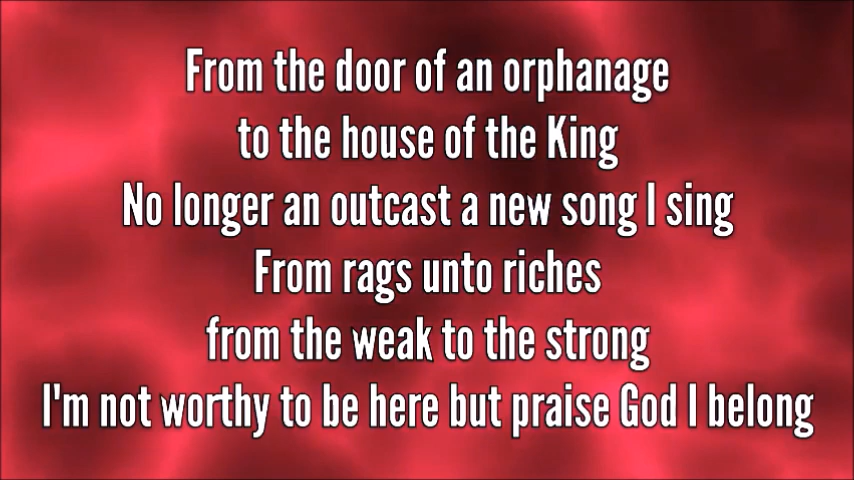 From the door of an orphanage
to the house of the King
No longer an outcast a new song I sing
From rags unto riches
from the weak to the strong
I'm not worthy to be here but praise God I belong